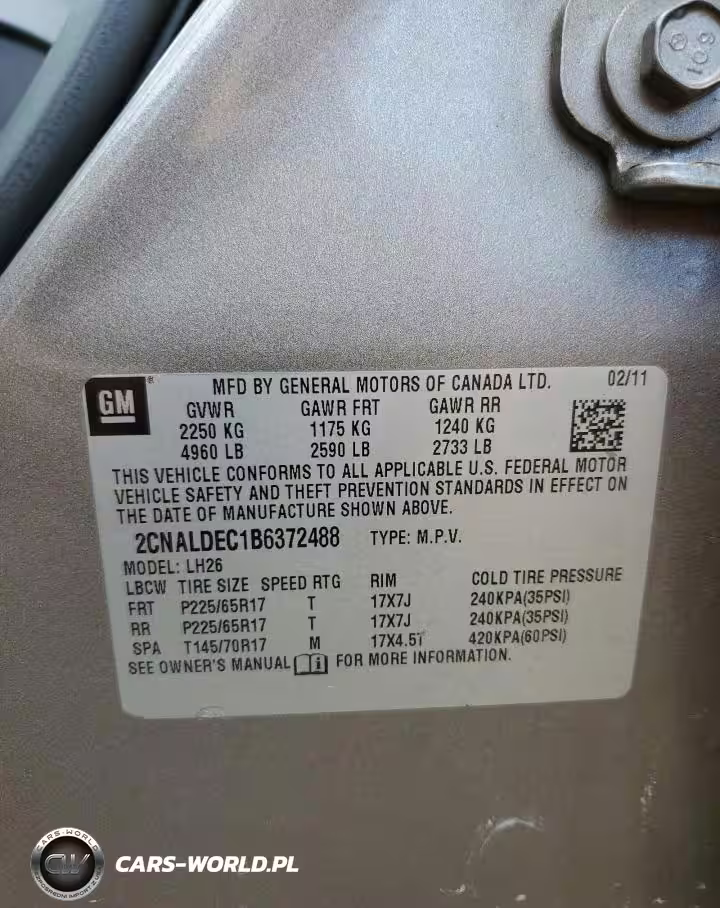 109
GM
MFD BY GENERAL MOTORS OF CANADA LTD. 02/11
GVWR GAWR FRT GAWR RR
2250 KG 1175 KG 1240 KG
4960 LB 2590 LB 2733 LB
THIS VEHICLE CONFORMS TO ALL APPLICABLE U.S. FEDERAL MOTOR
VEHICLE SAFETY AND THEFT PREVENTION STANDARDS IN EFFECT ON
THE DATE OF MANUFACTURE SHOWN ABOVE.
2CNALDEC1B6372488 TYPE: M.P.V.
MODEL: LH26
LBCW TIRE SIZE SPEED RTG RIM COLD TIRE PRESSURE
FRT P225/65R17 T 17X7J 240KPA(35PSI)
RR P225/65R17 T 17X7J 240KPA(35PSI)
SPA T145/70R17 M 17X4.5T 420KPA(60PSI)
SEE OWNER'S MANUAL FOR MORE INFORMATION.
CARS-WORLD
CW
CARS-WORLD.PL